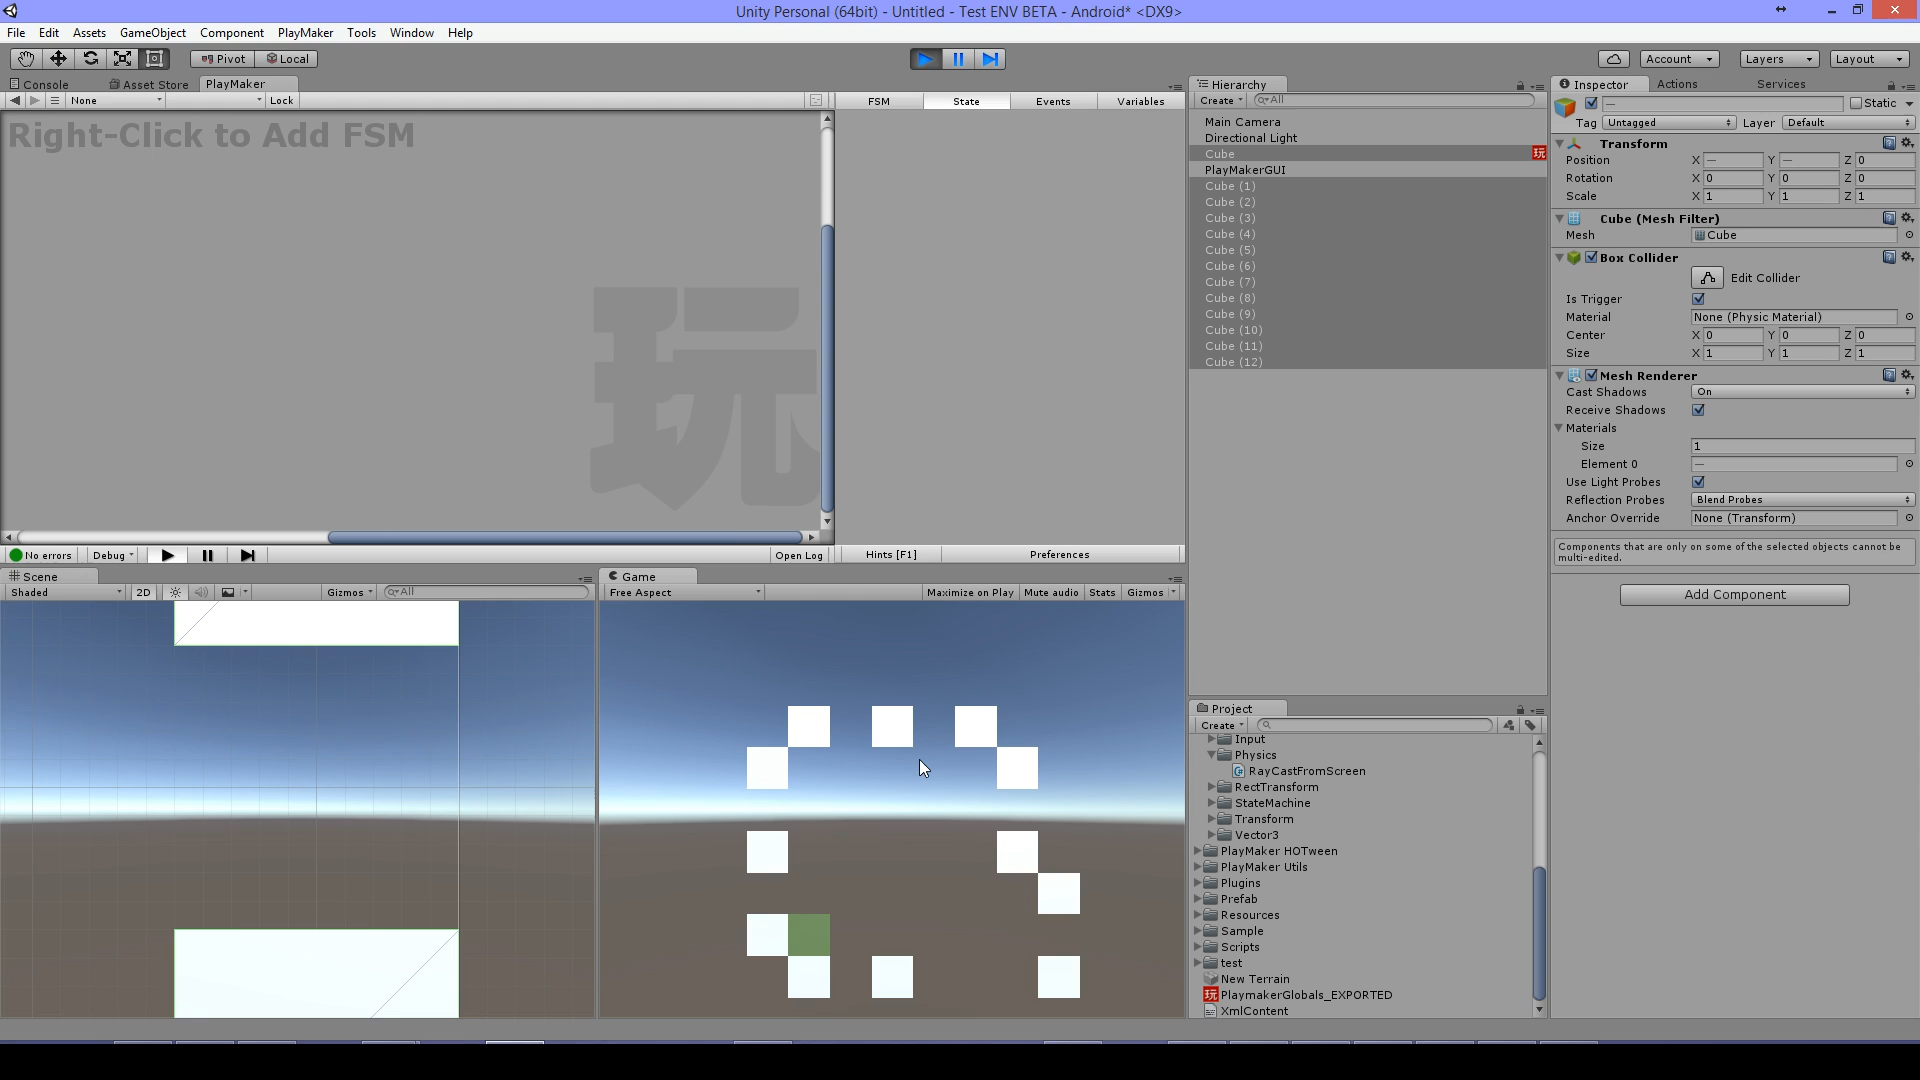 Unity Personal (64bit) - Untitled - Test ENV BETA - Android* <DX9>
File Edit Assets GameObject Component PlayMaker Tools Window Help
Pivot Local Account Layers Layout
Console Asset Store PlayMaker Hierarchy Inspector Actions Services
None Lock FSM State Events Variables Create All Static
Right-Click to Add FSM
Tag Untagged Layer Default
Main Camera
Directional Light
Cube 玩
PlayMakerGUI
Cube (1)
Cube (2)
Cube (3)
Cube (4)
Cube (5)
Cube (6)
Cube (7)
Cube (8)
Cube (9)
Cube (10)
Cube (11)
Cube (12)
Transform
Position X — Y — Z 0
Rotation X 0 Y 0 Z 0
Scale X 1 Y 1 Z 1
Cube (Mesh Filter)
Mesh Cube
Box Collider
Edit Collider
Is Trigger
Material None (Physic Material)
Center X 0 Y 0 Z 0
Size X 1 Y 1 Z 1
Mesh Renderer
Cast Shadows On
Receive Shadows
Materials
Size 1
Element 0 —
Use Light Probes
Reflection Probes Blend Probes
Anchor Override None (Transform)
Components that are only on some of the selected objects cannot be
multi-edited.
Add Component
玩
No errors Debug Open Log Hints [F1] Preferences
Scene Game
Shaded 2D Gizmos All Free Aspect Maximize on Play Mute audio Stats Gizmos
Project
Create
Input
Physics
RayCastFromScreen
RectTransform
StateMachine
Transform
Vector3
PlayMaker HOTween
PlayMaker Utils
Plugins
Prefab
Resources
Sample
Scripts
test
New Terrain
玩 PlaymakerGlobals_EXPORTED
XmlContent